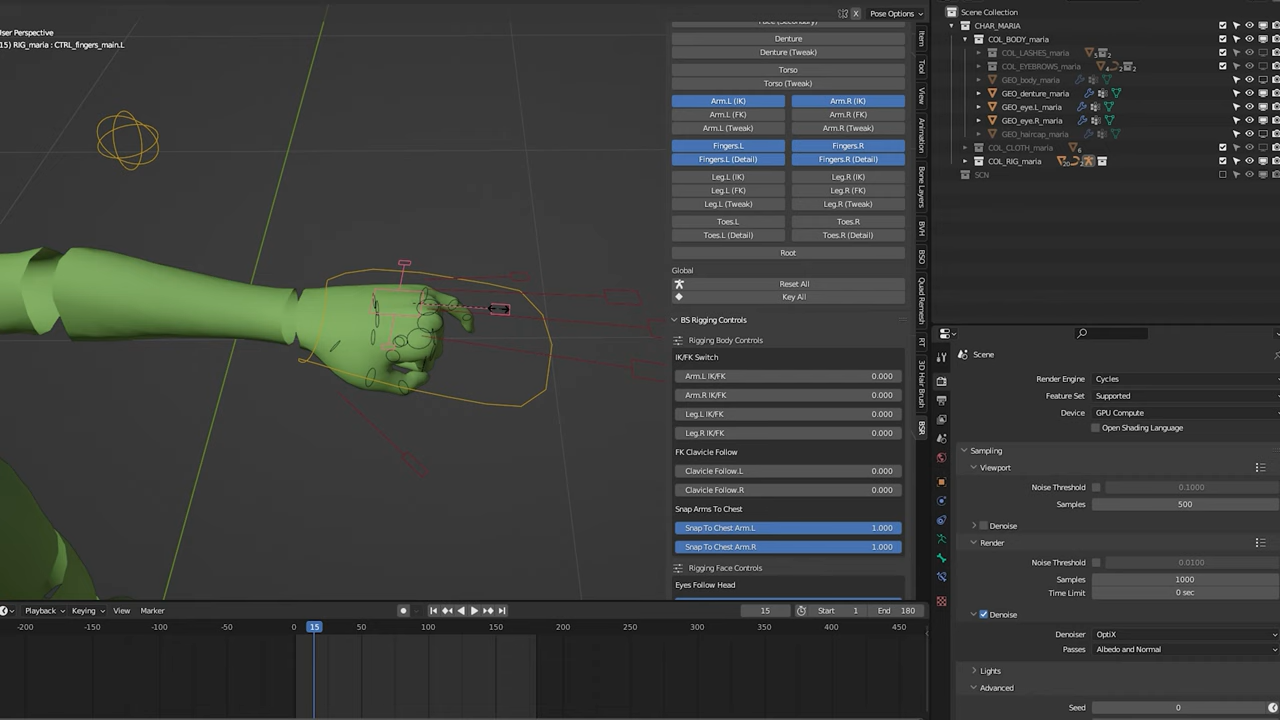 Pose Options
User Perspective
15) RIG_maria : CTRL_fingers_main.L
Face (Secondary)
Denture
Denture (Tweak)
Torso
Torso (Tweak)
Arm.L (IK) Arm.R (IK)
Arm.L (FK) Arm.R (FK)
Arm.L (Tweak) Arm.R (Tweak)
Fingers.L Fingers.R
Fingers.L (Detail) Fingers.R (Detail)
Leg.L (IK) Leg.R (IK)
Leg.L (FK) Leg.R (FK)
Leg.L (Tweak) Leg.R (Tweak)
Toes.L Toes.R
Toes.L (Detail) Toes.R (Detail)
Root
Global
Reset All
Key All
BS Rigging Controls
Rigging Body Controls
IK/FK Switch
Arm.L IK/FK 0.000
Arm.R IK/FK 0.000
Leg.L IK/FK 0.000
Leg.R IK/FK 0.000
FK Clavicle Follow
Clavicle Follow.L 0.000
Clavicle Follow.R 0.000
Snap Arms To Chest
Snap To Chest Arm.L 1.000
Snap To Chest Arm.R 1.000
Rigging Face Controls
Eyes Follow Head
Item
Tool
View
Animation
Bone Layers
BVH
BSO
Quad Remesh
RT
3D Hair Brush
BSR
Scene Collection
CHAR_MARIA
COL_BODY_maria
COL_LASHES_maria
COL_EYEBROWS_maria
GEO_body_maria
GEO_denture_maria
GEO_eye.L_maria
GEO_eye.R_maria
GEO_haircap_maria
COL_CLOTH_maria
COL_RIG_maria
SCN
Scene
Render Engine Cycles
Feature Set Supported
Device GPU Compute
Open Shading Language
Sampling
Viewport
Noise Threshold 0.1000
Samples 500
Denoise
Render
Noise Threshold 0.0100
Samples 1000
Time Limit 0 sec
Denoise
Denoiser OptiX
Passes Albedo and Normal
Lights
Advanced
Seed 0
Playback Keying View Marker 15 Start 1 End 180
-200 -150 -100 -50 0 15 50 100 150 200 250 300 350 400 450